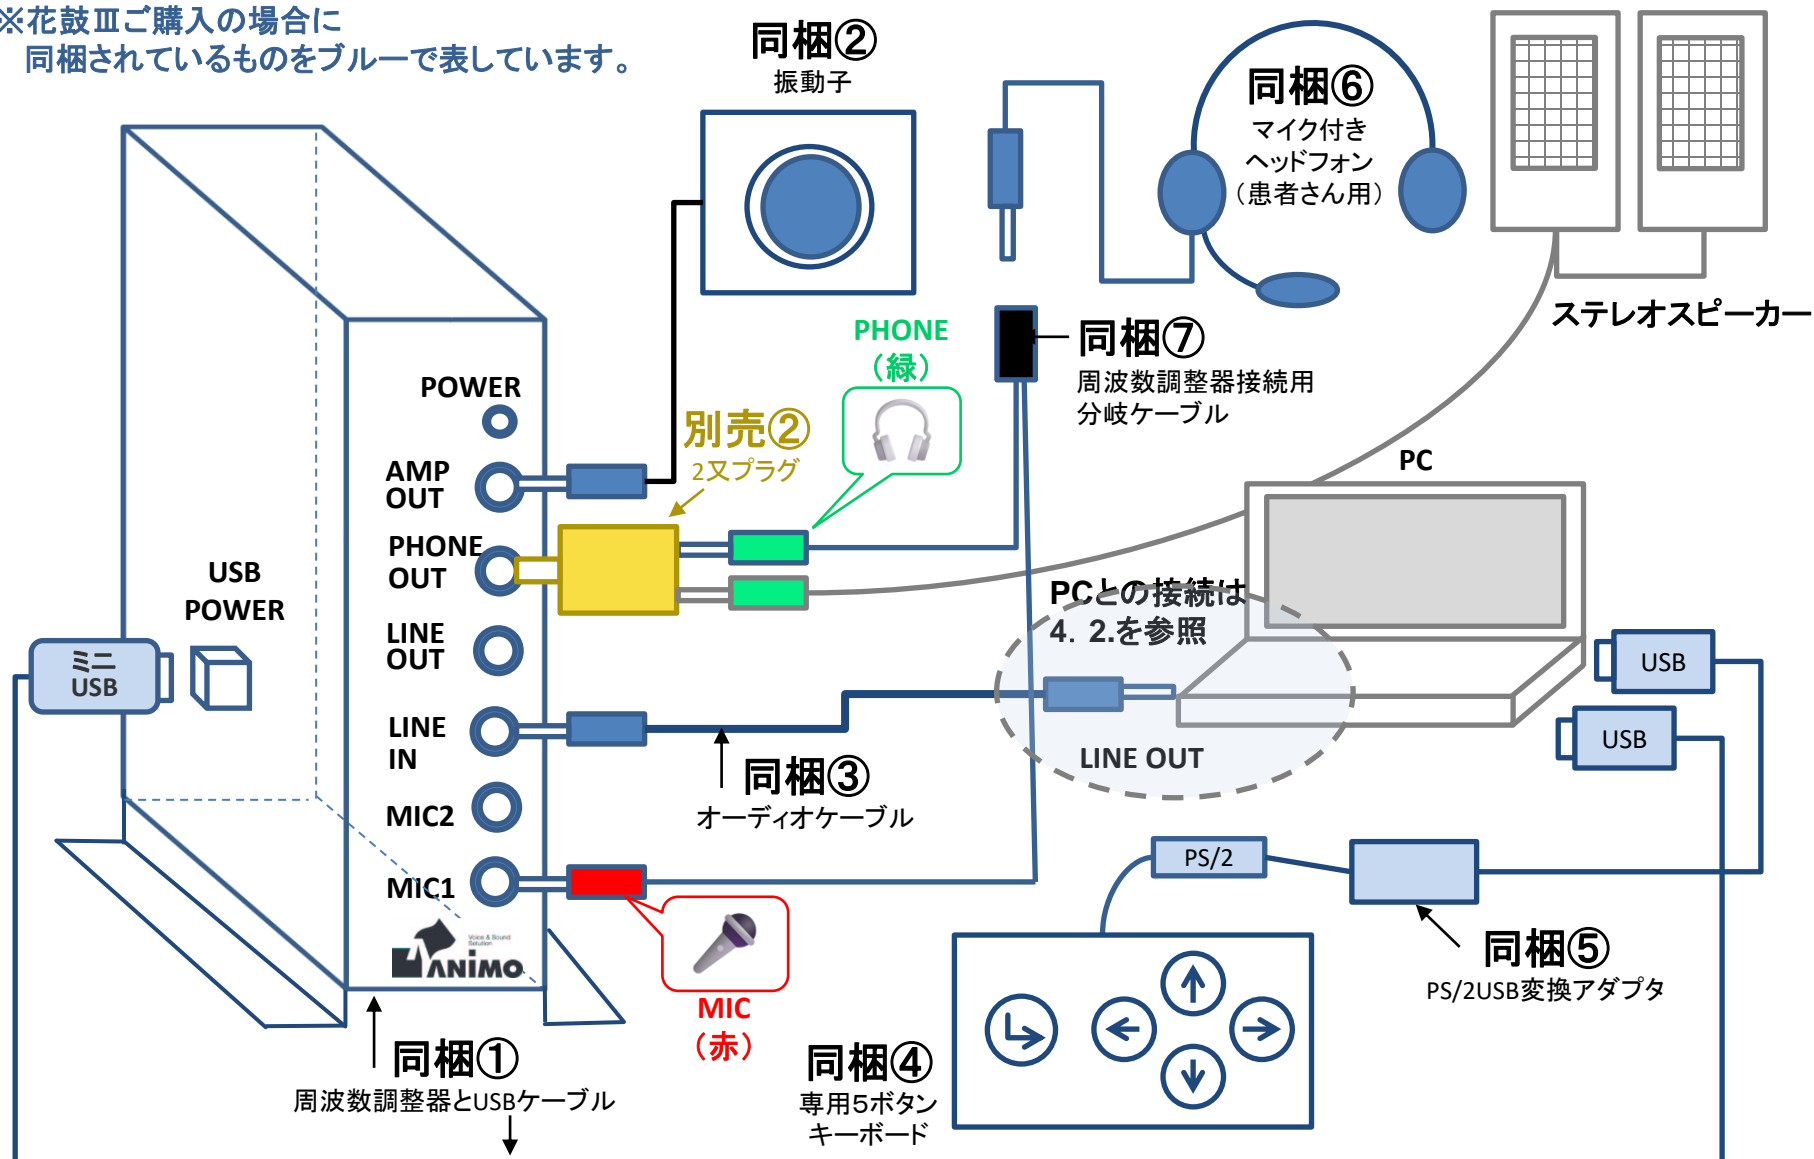 ※花鼓Ⅲご購入の場合に
同梱されているものをブルーで表しています。
同梱②
振動子
同梱⑥
マイク付き
ヘッドフォン
（患者さん用）
ステレオスピーカー
PHONE
（緑）
同梱⑦
周波数調整器接続用
分岐ケーブル
別売②
2又プラグ
PC
POWER
AMP
OUT
PHONE
OUT
LINE
OUT
LINE
IN
MIC2
MIC1
USB
POWER
ミニ
USB
PCとの接続は
4．2.を参照
LINE OUT
USB
USB
同梱③
オーディオケーブル
PS/2
同梱⑤
PS/2USB変換アダプタ
Voice & Sound
Solution
ANIMO
MIC
（赤）
同梱①
周波数調整器とUSBケーブル
同梱④
専用5ボタン
キーボード